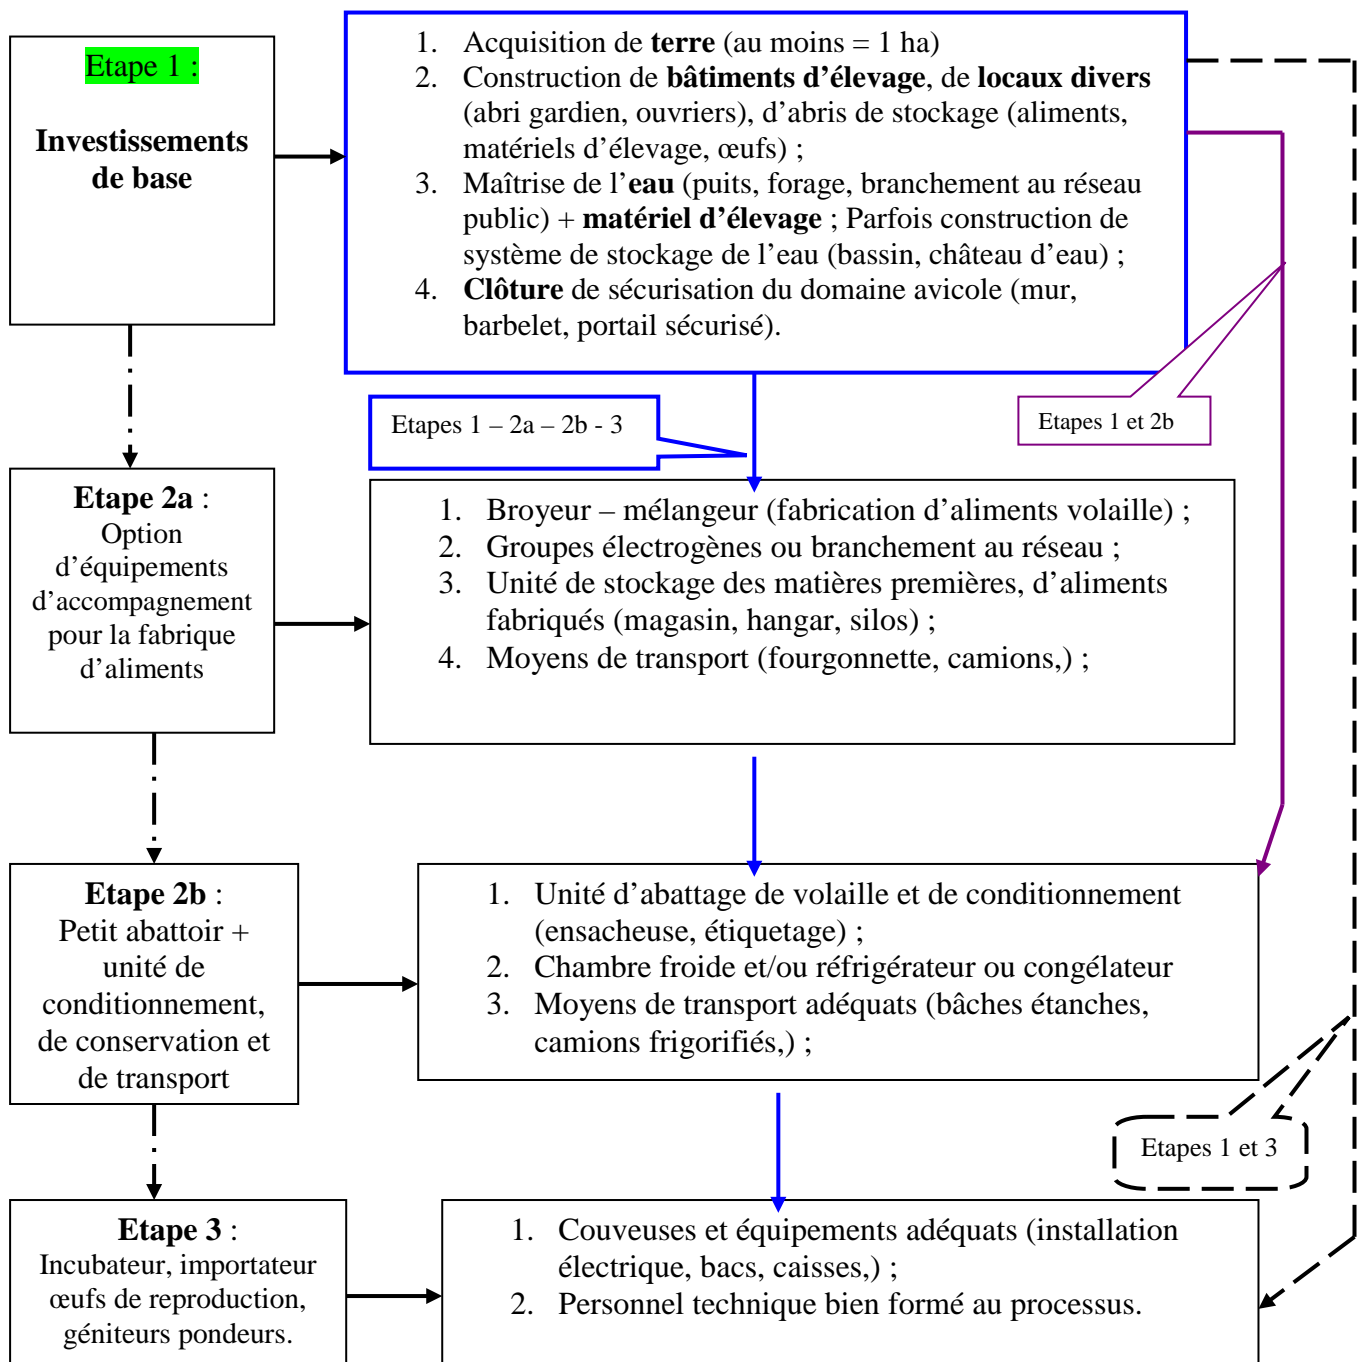 Etape 1 :
Investissements
de base
1. Acquisition de terre (au moins = 1 ha)
2. Construction de bâtiments d’élevage, de locaux divers
(abri gardien, ouvriers), d’abris de stockage (aliments,
matériels d’élevage, œufs) ;
3. Maîtrise de l’eau (puits, forage, branchement au réseau
public) + matériel d’élevage ; Parfois construction de
système de stockage de l’eau (bassin, château d’eau) ;
4. Clôture de sécurisation du domaine avicole (mur,
barbelet, portail sécurisé).
Etapes 1 – 2a – 2b - 3
Etapes 1 et 2b
Etape 2a :
Option
d’équipements
d’accompagnement
pour la fabrique
d’aliments
1. Broyeur – mélangeur (fabrication d’aliments volaille) ;
2. Groupes électrogènes ou branchement au réseau ;
3. Unité de stockage des matières premières, d’aliments
fabriqués (magasin, hangar, silos) ;
4. Moyens de transport (fourgonnette, camions,) ;
Etape 2b :
Petit abattoir +
unité de
conditionnement,
de conservation et
de transport
1. Unité d’abattage de volaille et de conditionnement
(ensacheuse, étiquetage) ;
2. Chambre froide et/ou réfrigérateur ou congélateur
3. Moyens de transport adéquats (bâches étanches,
camions frigorifiés,) ;
Etapes 1 et 3
Etape 3 :
Incubateur, importateur
œufs de reproduction,
géniteurs pondeurs.
1. Couveuses et équipements adéquats (installation
électrique, bacs, caisses,) ;
2. Personnel technique bien formé au processus.